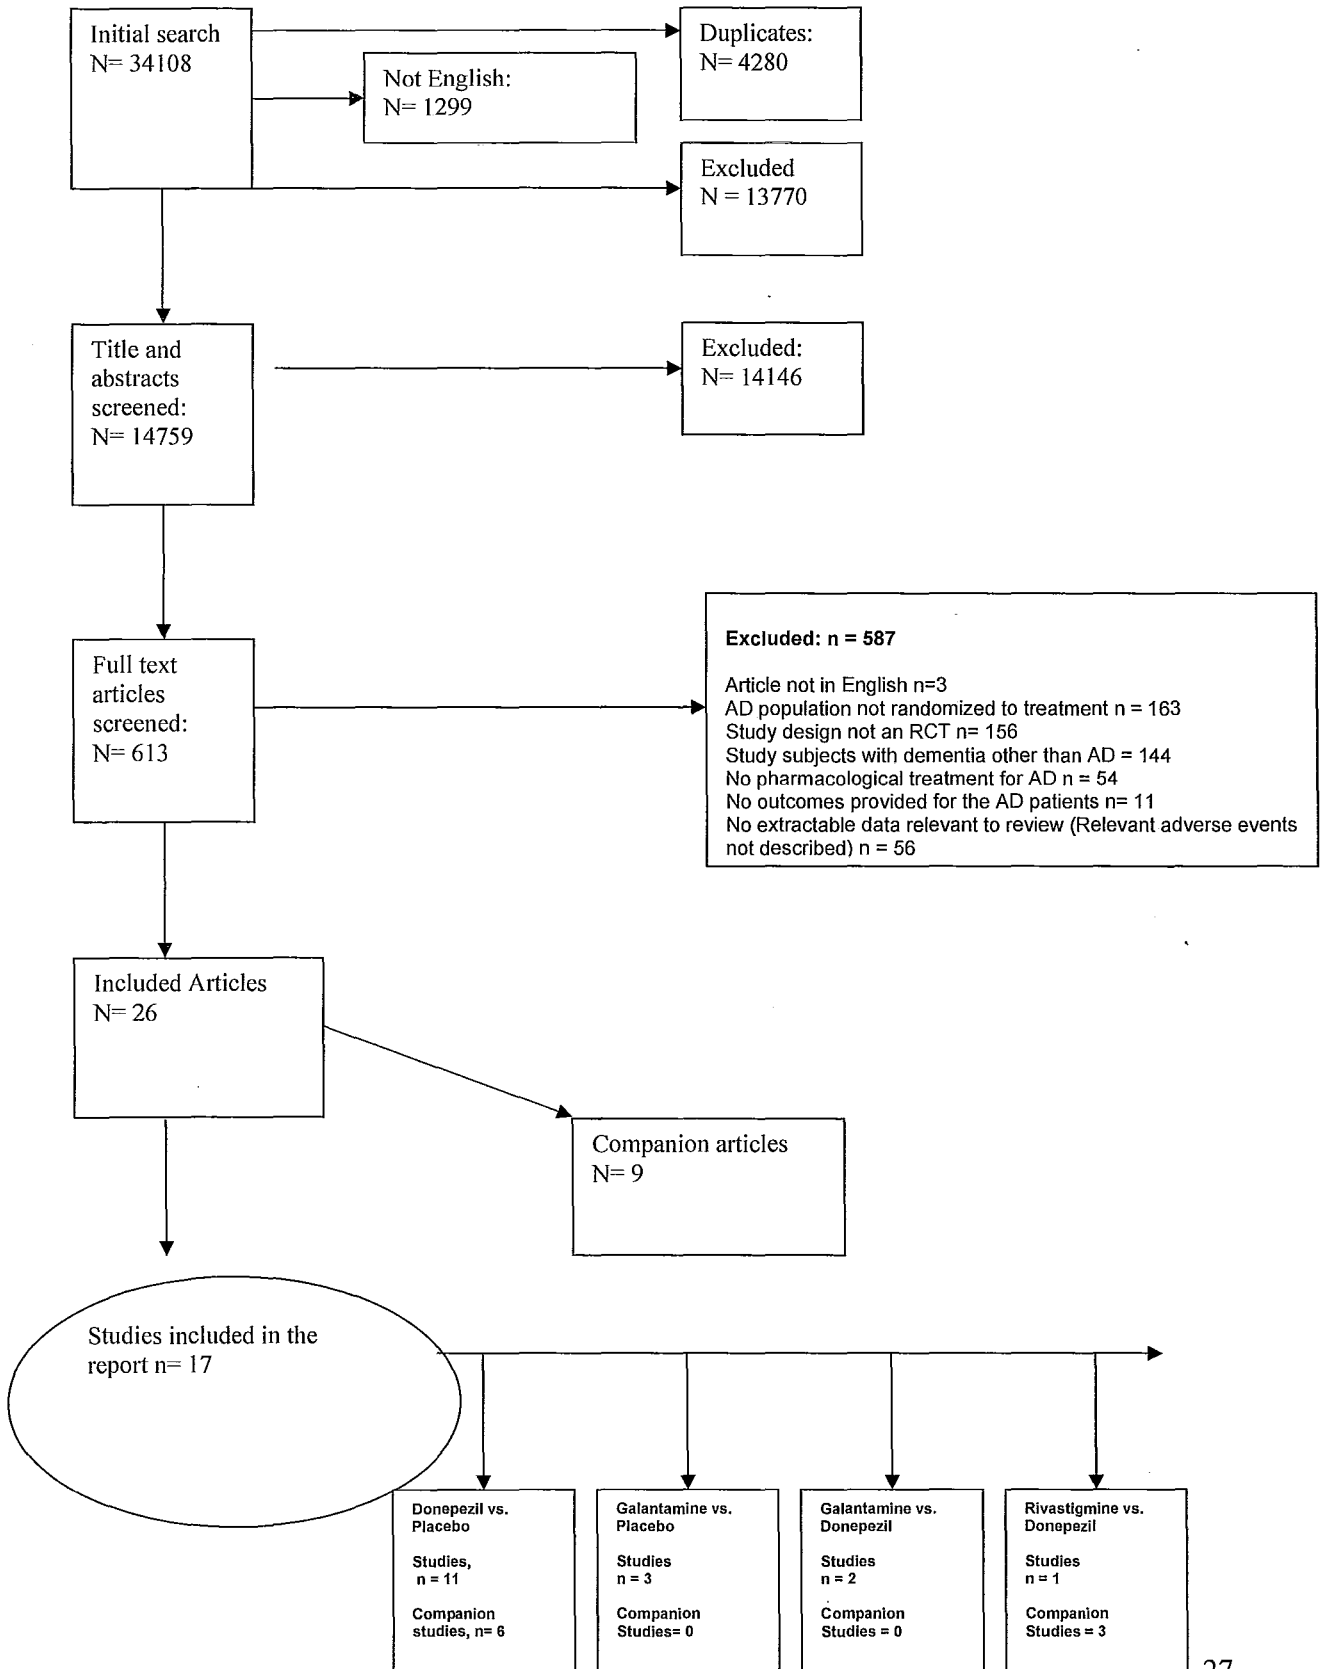 Initial search
N= 34108
Duplicates:
N= 4280
Not English:
N= 1299
Excluded
N = 13770
Title and
abstracts
screened:
N= 14759
Excluded:
N= 14146
Full text
articles
screened:
N= 613
Excluded: n = 587
Article not in English n=3
AD population not randomized to treatment n = 163
Study design not an RCT n= 156
Study subjects with dementia other than AD = 144
No pharmacological treatment for AD n = 54
No outcomes provided for the AD patients n= 11
No extractable data relevant to review (Relevant adverse events
not described) n = 56
Included Articles
N= 26
Companion articles
N= 9
Studies included in the
report n= 17
Donepezil vs.
Placebo
Studies,
n = 11
Companion
studies, n= 6
Galantamine vs.
Placebo
Studies
n = 3
Companion
Studies= 0
Galantamine vs.
Donepezil
Studies
n = 2
Companion
Studies = 0
Rivastigmine vs.
Donepezil
Studies
n = 1
Companion
Studies = 3